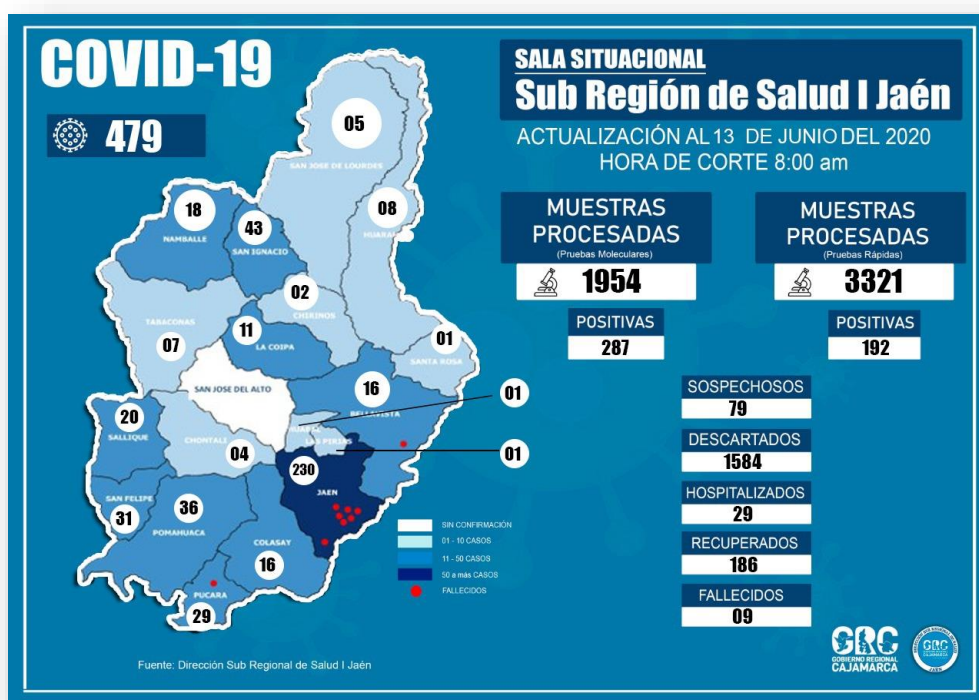 COVID-19
479
SALA SITUACIONAL
Sub Región de Salud I Jaén
ACTUALIZACIÓN AL 13 DE JUNIO DEL 2020
HORA DE CORTE 8:00 am
MUESTRAS
PROCESADAS
(Pruebas Moleculares)
1954
POSITIVAS
287
MUESTRAS
PROCESADAS
(Pruebas Rápidas)
3321
POSITIVAS
192
SOSPECHOSOS
79
DESCARTADOS
1584
HOSPITALIZADOS
29
RECUPERADOS
186
FALLECIDOS
09
05
SAN JOSE DE LOURDES
08
18
NAMBALLE
43
SAN IGNACIO
02
CHIRINOS
TABACONAS
07
11
LA COIPA
01
SANTA ROSA
SAN JOSE DEL ALTO
16
BELLAVISTA
01
20
SALLIQUE
CHONTALI
04
LAS PIRIAS
01
230
JAEN
SAN FELIPE
31
36
POMAHUACA
COLASAY
16
PUCARA
29
SIN CONFIRMACIÓN
01 - 10 CASOS
11 - 50 CASOS
50 a más CASOS
FALLECIDOS
Fuente: Dirección Sub Regional de Salud I Jaén
GRC
GOBIERNO REGIONAL
CAJAMARCA
GRC
CAJAMARCA
JAEN